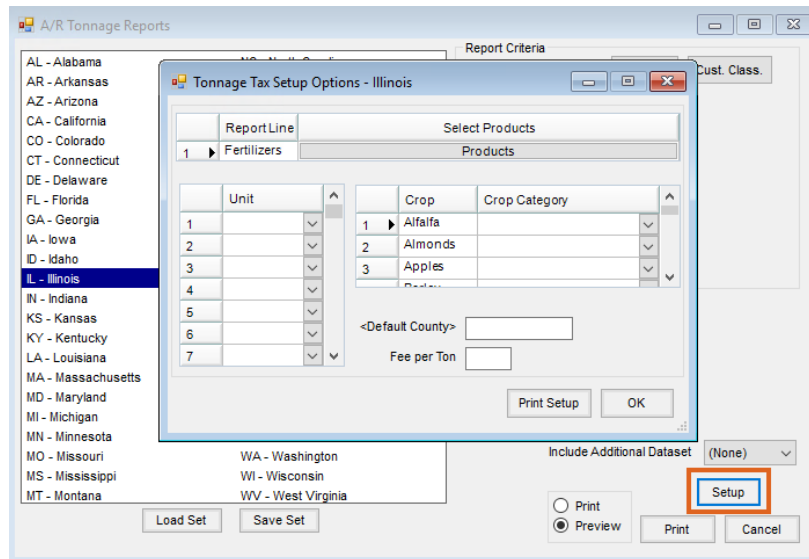 A/R Tonnage Reports
AL - Alabama
AR - Arkansas
AZ - Arizona
CA - California
CO - Colorado
CT - Connecticut
DE - Delaware
FL - Florida
GA - Georgia
IA - Iowa
ID - Idaho
IL - Illinois
IN - Indiana
KS - Kansas
KY - Kentucky
LA - Louisiana
MA - Massachusetts
MD - Maryland
MI - Michigan
MN - Minnesota
MO - Missouri
MS - Mississippi
MT - Montana
WA - Washington
WI - Wisconsin
WV - West Virginia
Load Set
Save Set
Report Criteria
Cust. Class.
Tonnage Tax Setup Options - Illinois
Report Line
Select Products
1
Fertilizers
Products
Unit
1
2
3
4
5
6
7
Crop
Crop Category
1
Alfalfa
2
Almonds
3
Apples
<Default County>
Fee per Ton
Print Setup
OK
Include Additional Dataset
(None)
Setup
Print
Preview
Print
Cancel